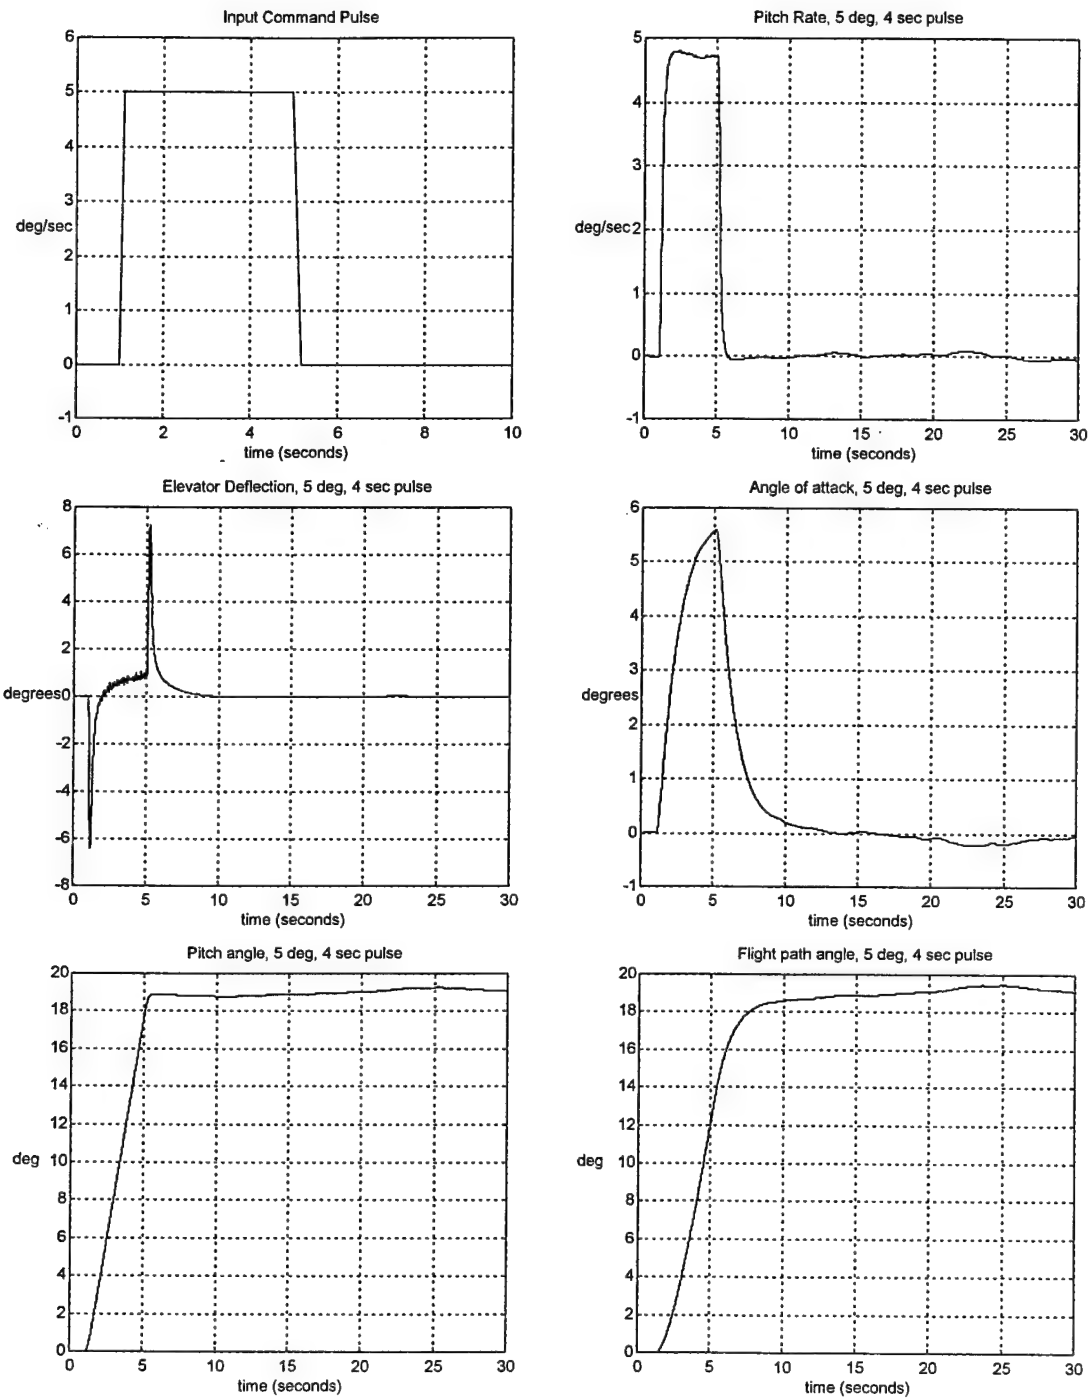 Input Command Pulse
6
5
4
3
deg/sec
2
1
0
-1
0 2 4 6 8 10
time (seconds)
Pitch Rate, 5 deg, 4 sec pulse
5
4
3
deg/sec 2
1
0
-1
0 5 10 15 20 25 30
time (seconds)
Elevator Deflection, 5 deg, 4 sec pulse
8
6
4
2
degrees 0
-2
-4
-6
-8
0 5 10 15 20 25 30
time (seconds)
Angle of attack, 5 deg, 4 sec pulse
6
5
4
3
degrees
2
1
0
-1
0 5 10 15 20 25 30
time (seconds)
Pitch angle, 5 deg, 4 sec pulse
20
18
16
14
12
deg
10
8
6
4
2
0
0 5 10 15 20 25 30
time (seconds)
Flight path angle, 5 deg, 4 sec pulse
20
18
16
14
12
deg 10
8
6
4
2
0
0 5 10 15 20 25 30
time (seconds)